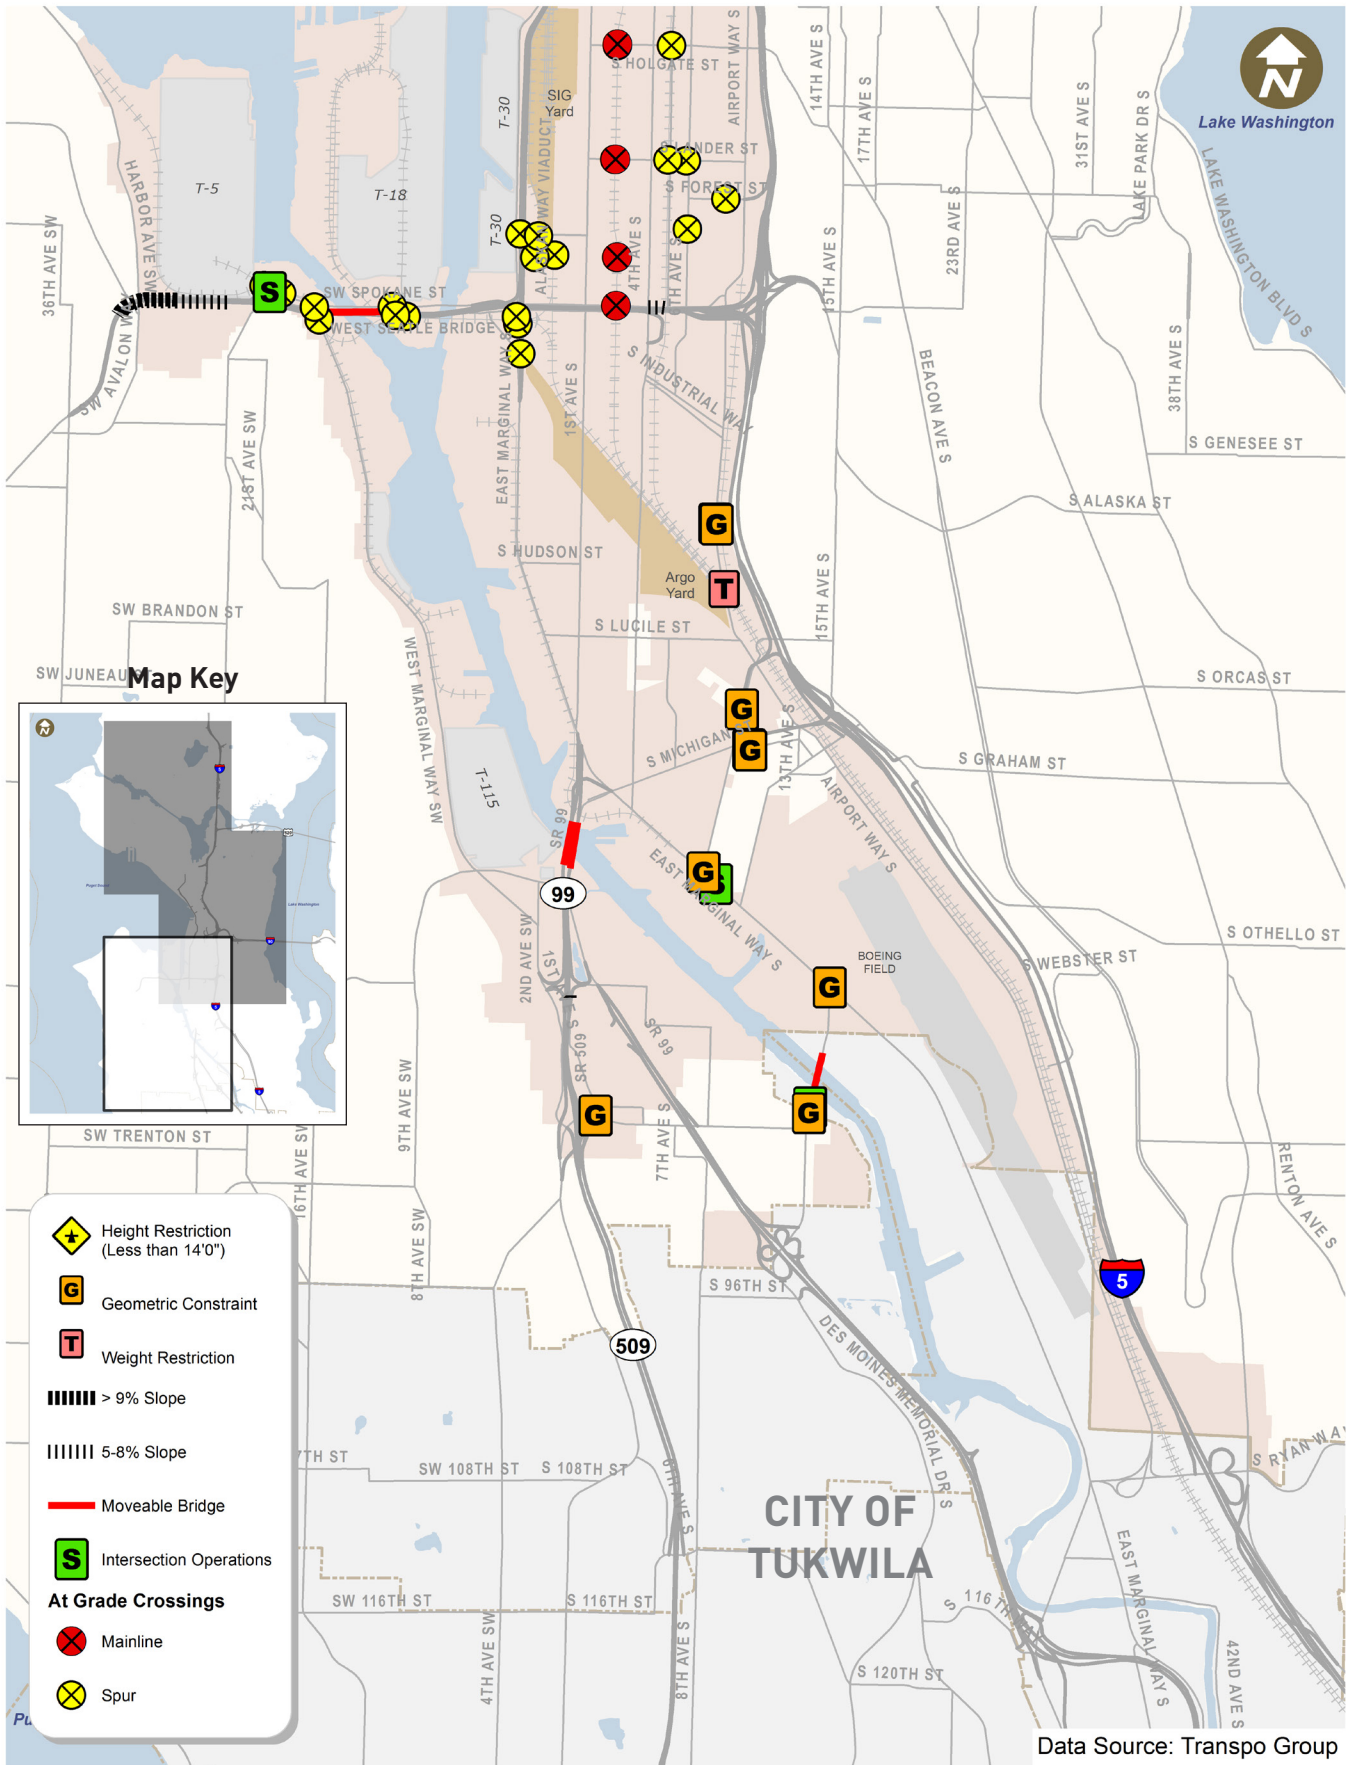 N
Lake Washington
S HOLGATE ST
AIRPORT WAY S
14TH AVE S
17TH AVE S
31ST AVE S
LAKE PARK DR S
LAKE WASHINGTON BLVD S
SIG
Yard
T-30
T-5
T-18
T-30
HARBOR AVE SW
ALASKAN WAY VIADUCT
S LANDER ST
S FOREST ST
4TH AVE S
15TH AVE S
23RD AVE S
36TH AVE SW
S
SW SPOKANE ST
WEST SEATTLE BRIDGE
SW AVALON W
EAST MARGINAL WAY S
1ST AVE S
S INDUSTRIAL WAY
BEACON AVE S
38TH AVE S
S GENESEE ST
21ST AVE SW
S ALASKA ST
G
S HUDSON ST
Argo
Yard
T
15TH AVE S
SW BRANDON ST
S LUCILE ST
SW JUNEAU ST
WEST MARGINAL WAY SW
S ORCAS ST
Map Key
N
G
G
S MICHIGAN ST
13TH AVE S
S GRAHAM ST
T-115
AIRPORT WAY S
SR 99
99
G
S
EAST MARGINAL WAY S
2ND AVE SW
1ST AVE S
BOEING
FIELD
S OTHELLO ST
S WEBSTER ST
G
SR 99
SR 509
9TH AVE SW
G
G
7TH AVE S
SW TRENTON ST
16TH AVE SW
8TH AVE SW
RENTON AVE S
5
S 96TH ST
509
DES MOINES MEMORIAL DR S
Height Restriction
(Less than 14'0")
G
Geometric Constraint
T
Weight Restriction
> 9% Slope
5-8% Slope
Moveable Bridge
S
Intersection Operations
At Grade Crossings
Mainline
Spur
7TH ST
SW 108TH ST
S 108TH ST
6TH AVE S
S RYAN WAY
CITY OF
TUKWILA
EAST MARGINAL WAY S
SW 116TH ST
S 116TH ST
S 116TH WAY
4TH AVE SW
8TH AVE S
S 120TH ST
42ND AVE S
Pu
Data Source: Transpo Group